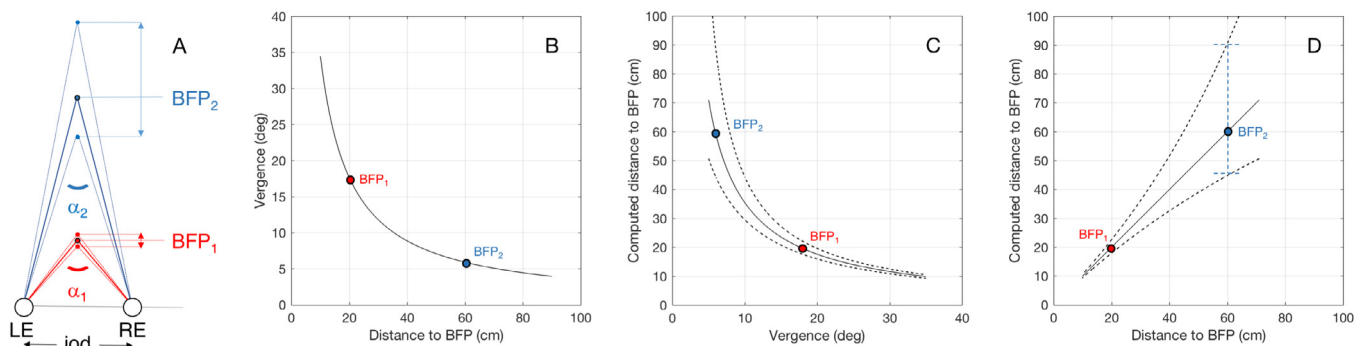 A
BFP2
α2
BFP1
α1
LE
RE
iod
B
40
35
30
25
20
15
10
5
0
Vergence (deg)
BFP1
BFP2
0
20
40
60
80
100
Distance to BFP (cm)
C
100
90
80
70
60
50
40
30
20
10
0
Computed distance to BFP (cm)
BFP2
BFP1
0
10
20
30
40
Vergence (deg)
D
100
90
80
70
60
50
40
30
20
10
0
Computed distance to BFP (cm)
BFP2
BFP1
0
20
40
60
80
100
Distance to BFP (cm)